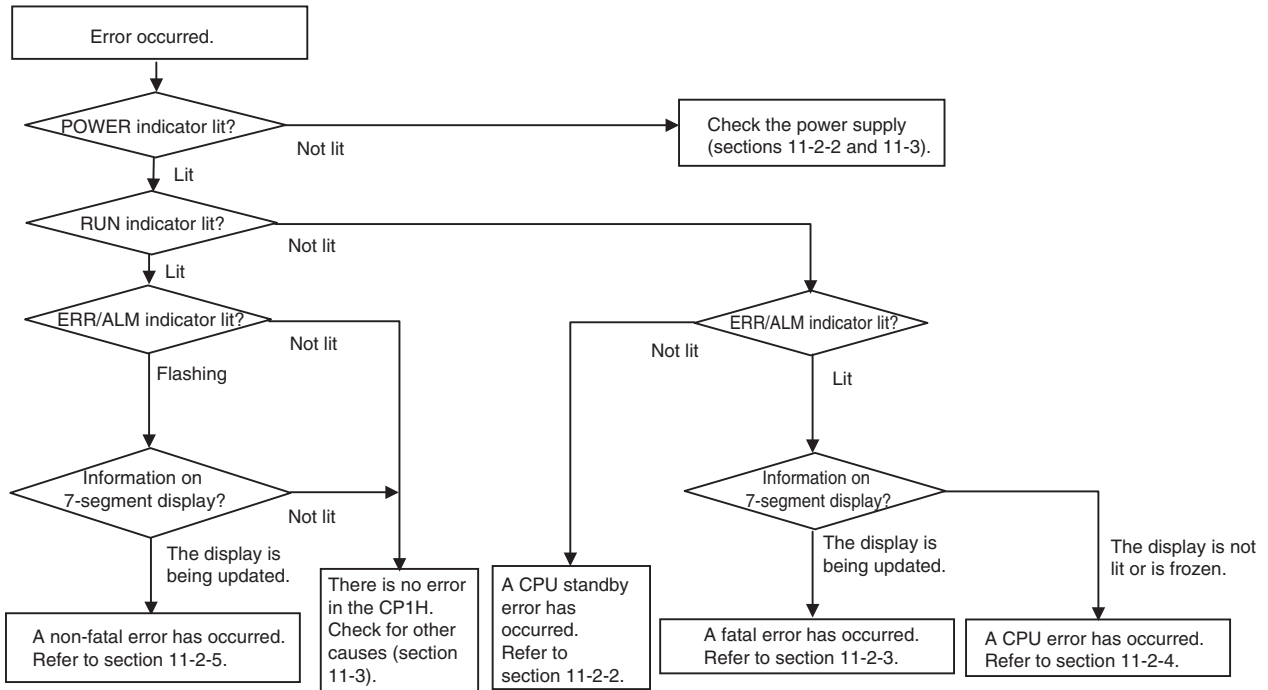 Error occurred.
POWER indicator lit?
Not lit
Check the power supply
(sections 11-2-2 and 11-3).
Lit
RUN indicator lit?
Not lit
Lit
ERR/ALM indicator lit?
Not lit
ERR/ALM indicator lit?
Not lit
Flashing
Lit
Information on
7-segment display?
Not lit
Information on
7-segment display?
The display is
being updated.
The display is
being updated.
The display is not
lit or is frozen.
A non-fatal error has occurred.
Refer to section 11-2-5.
There is no error
in the CP1H.
Check for other
causes (section
11-3).
A CPU standby
error has
occurred.
Refer to
section 11-2-2.
A fatal error has occurred.
Refer to section 11-2-3.
A CPU error has occurred.
Refer to section 11-2-4.